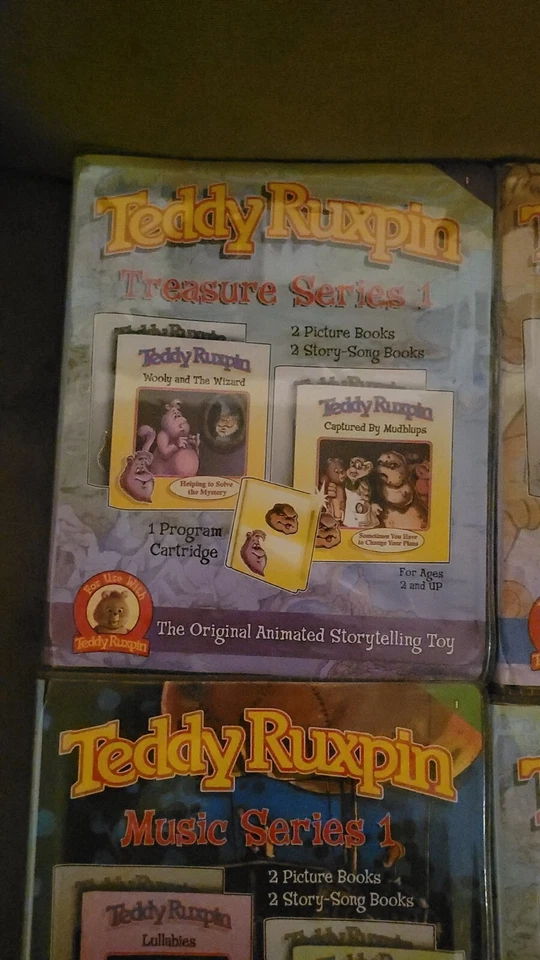 Teddy Ruxpin
Treasure Series 1
2 Picture Books
2 Story-Song Books
Teddy Ruxpin
Teddy Ruxpin
Wooly and The Wizard
Helping to Solve
the Mystery
Teddy Ruxpin
Captured By Mudblups
Sometimes You Have
to Change Your Plans
1 Program
Cartridge
For Ages
2 and UP
For Use With
Teddy Ruxpin
The Original Animated Storytelling Toy
1
Teddy Ruxpin
Music Series 1
2 Picture Books
2 Story-Song Books
Teddy Ruxpin
Lullabies